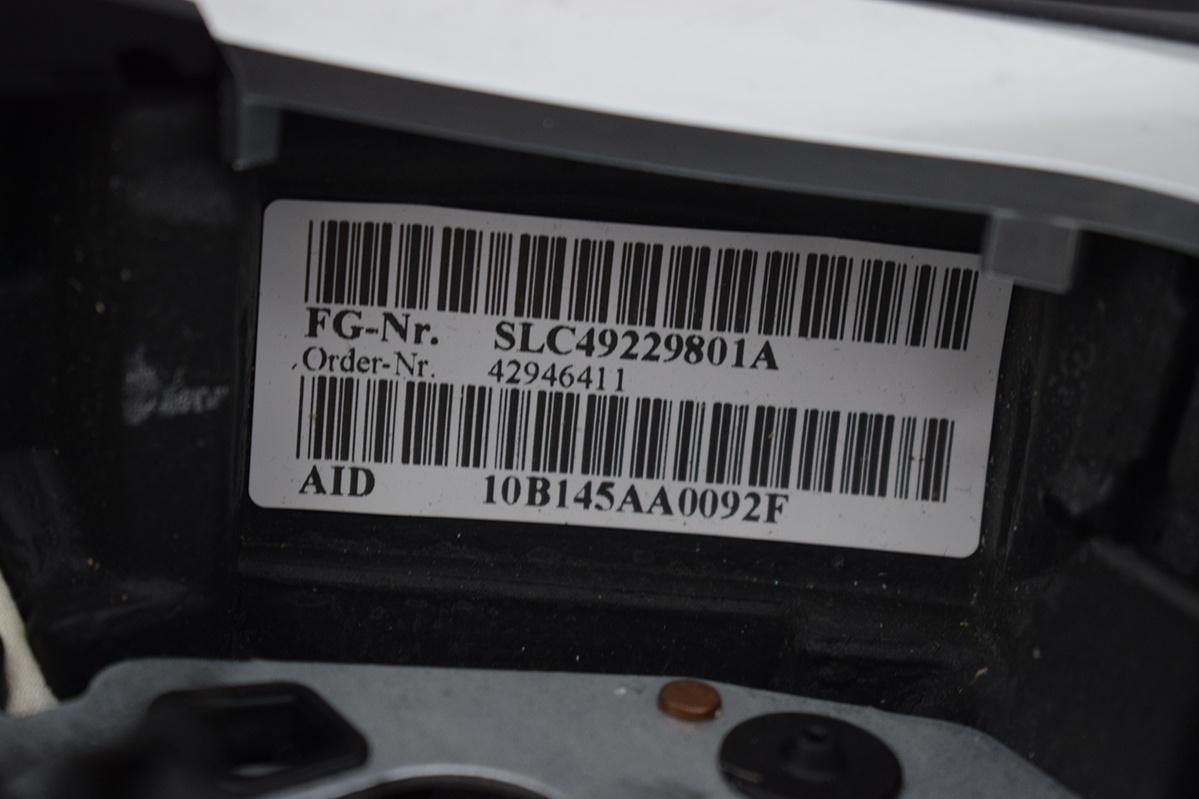 FG-Nr. SLC49229801A
Order-Nr. 42946411
AID 10B145AA0092F